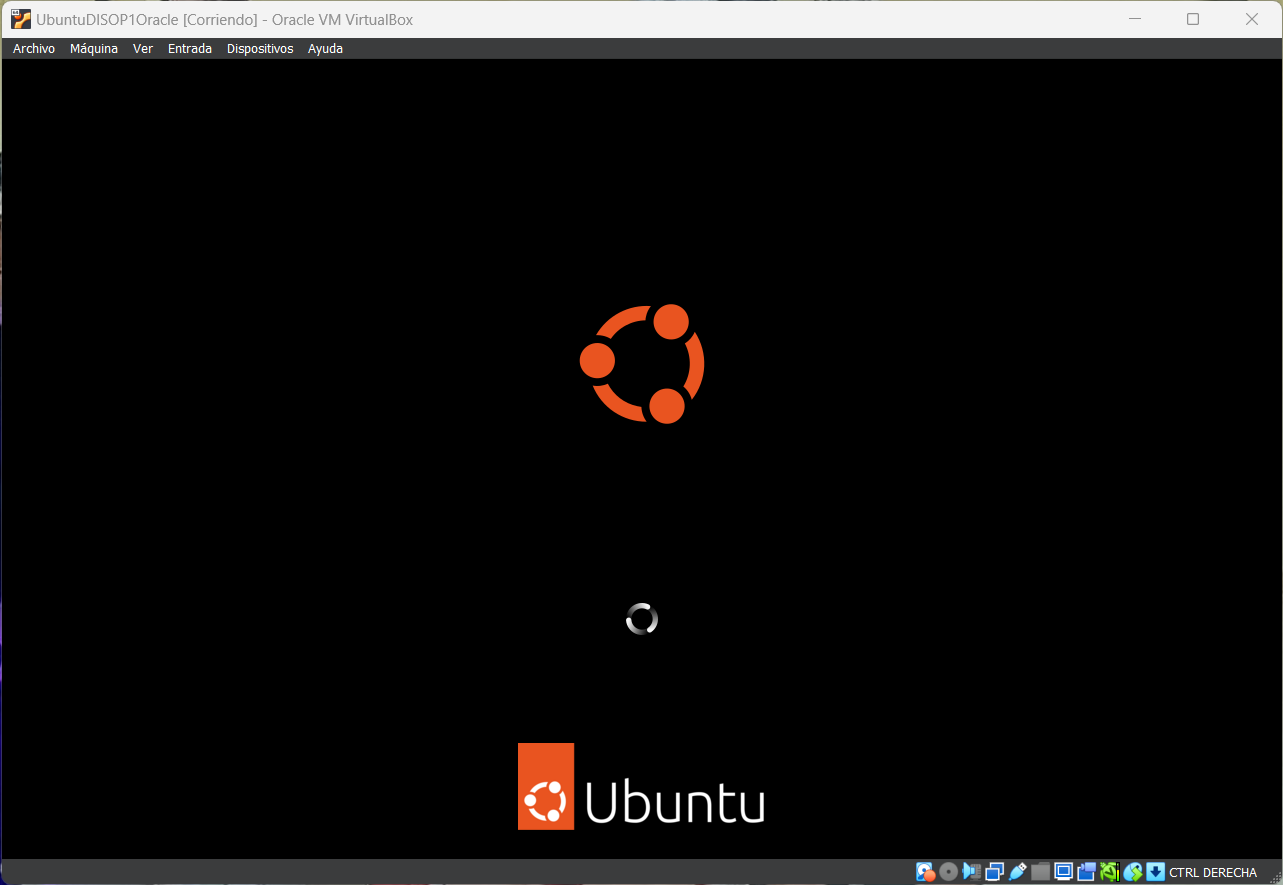 UbuntuDISOP1Oracle [Corriendo] - Oracle VM VirtualBox
Archivo Máquina Ver Entrada Dispositivos Ayuda
Ubuntu
CTRL DERECHA